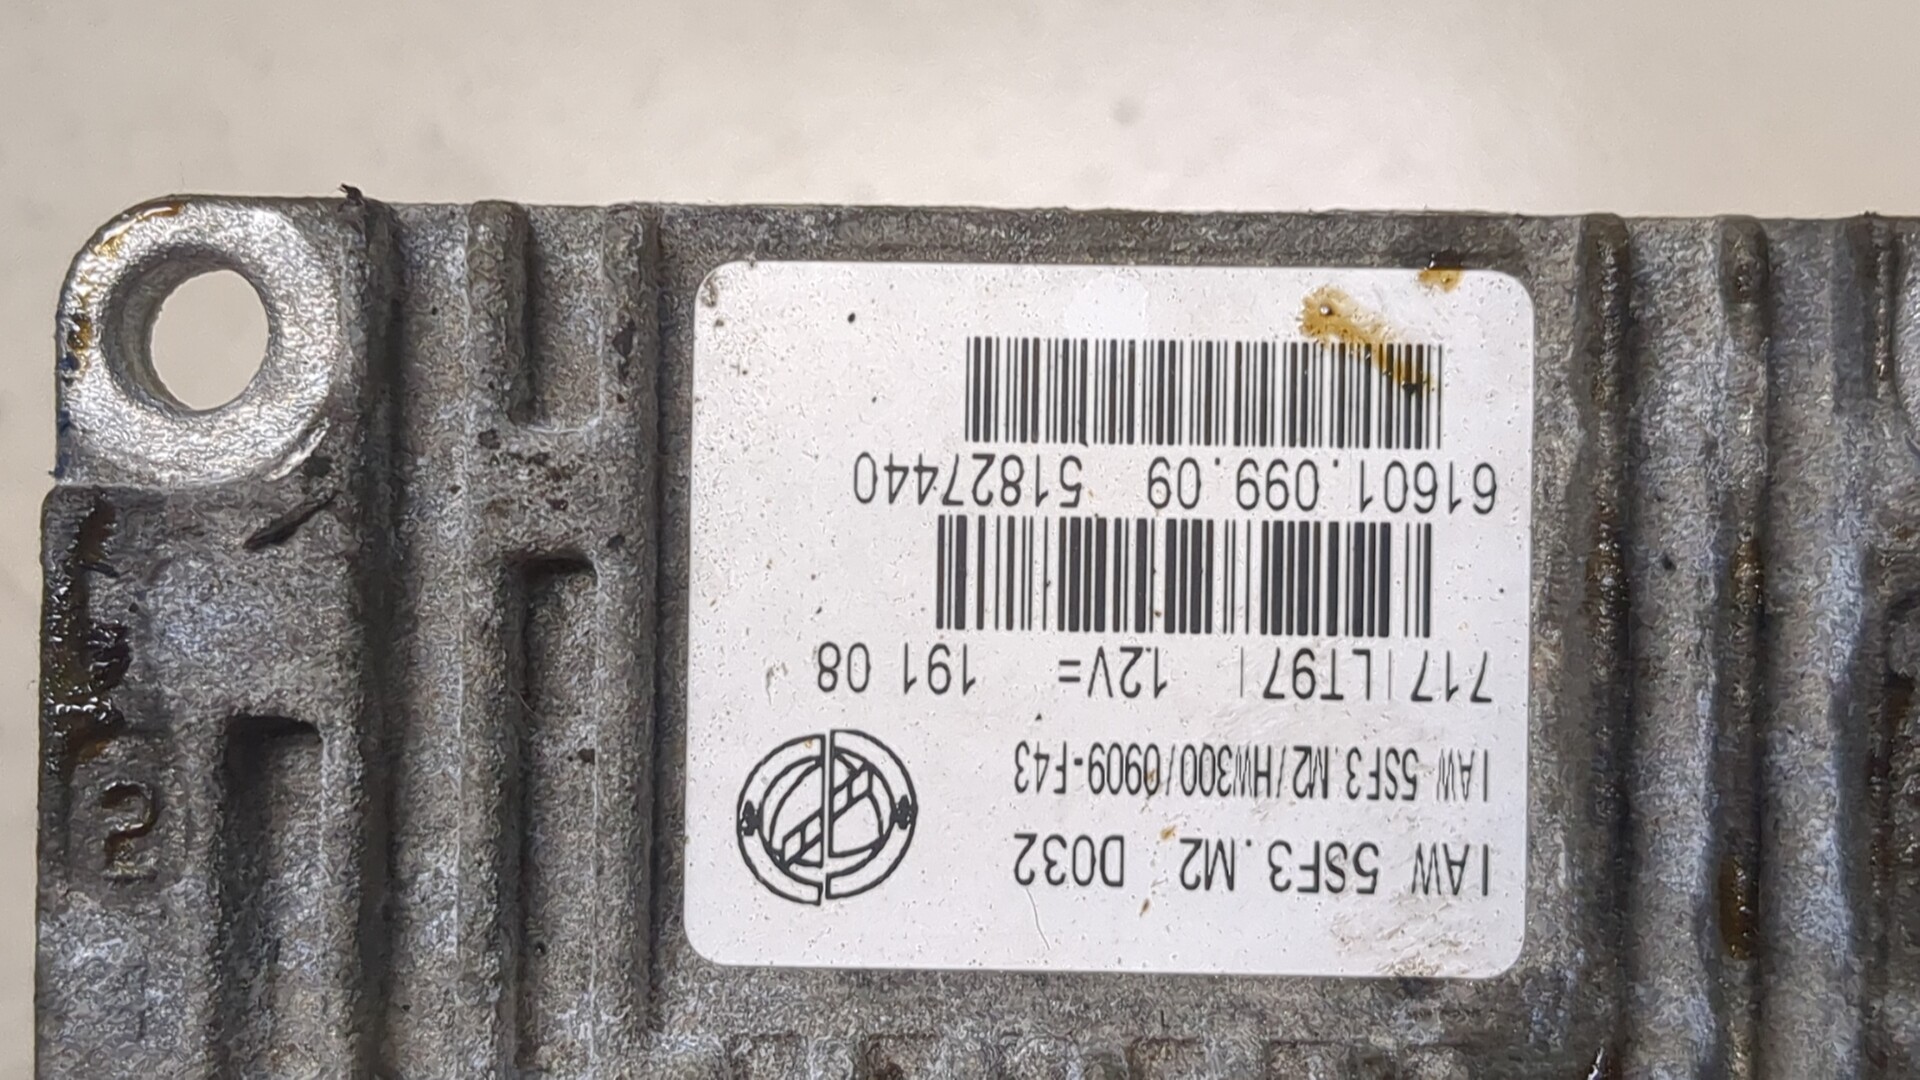 IAW 5SF3.M2 D032
IAW 5SF3.M2/HW300/0909-F43
717|LT97| 12V= 191 08
61601.099.09 51827440
2